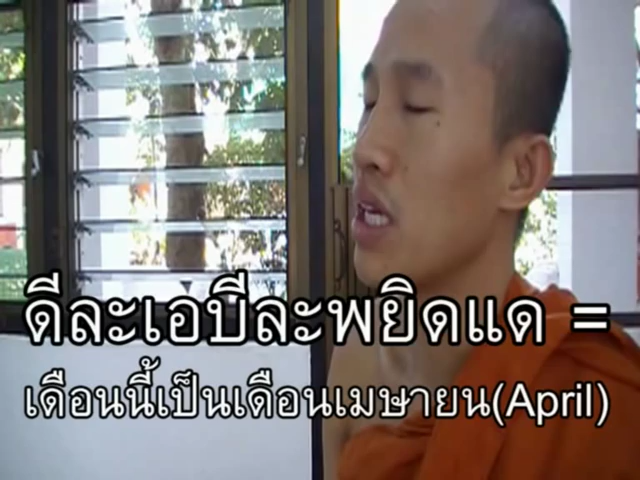 ดีละเอบีละพยิดแด =
เดือนนี้เป็นเดือนเมษายน(April)